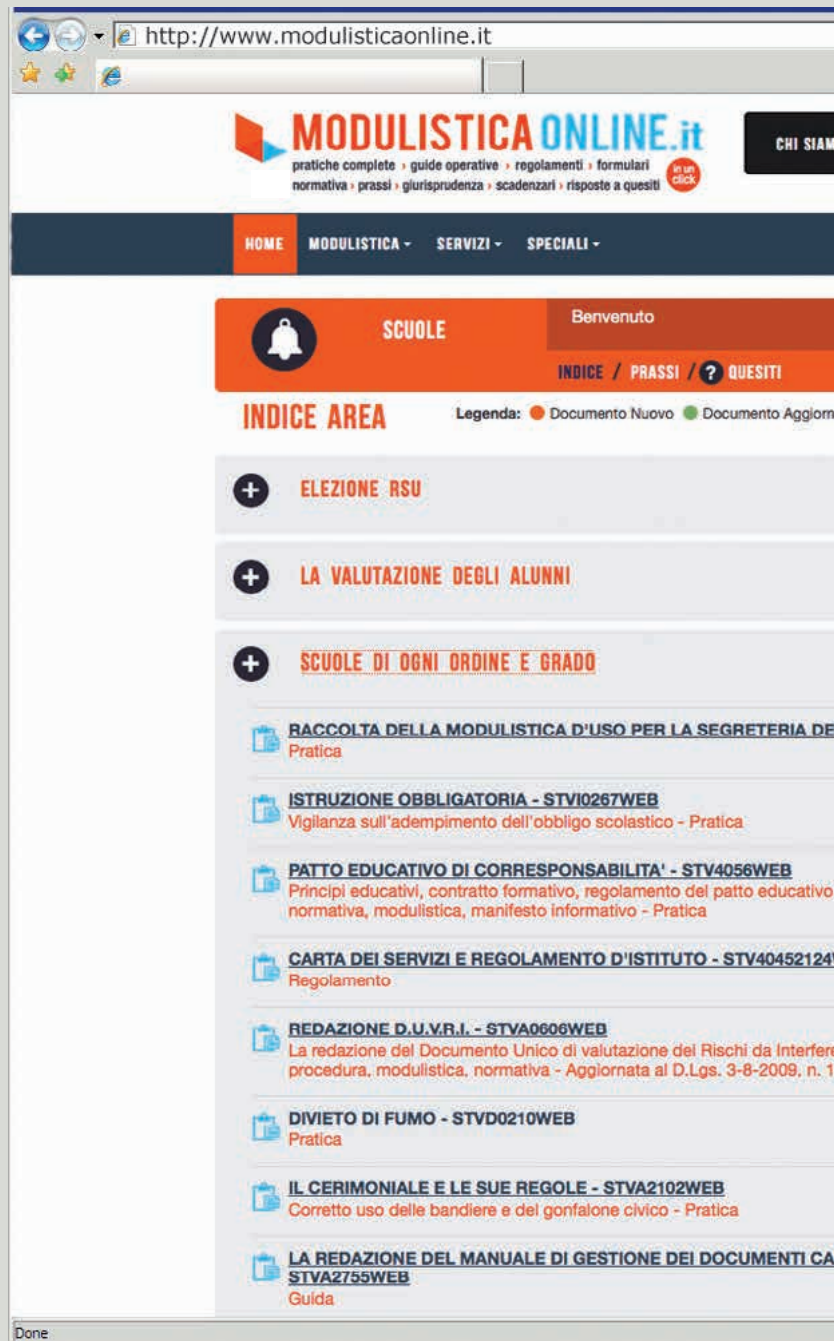 http://www.modulisticaonline.it
MODULISTICA ONLINE.it
CHI SIAM
pratiche complete › guide operative › regolamenti › formulari
normativa › prassi › giurisprudenza › scadenzari › risposte a quesiti
in un
click
HOME MODULISTICA SERVIZI SPECIALI
SCUOLE
Benvenuto
INDICE / PRASSI / ? QUESITI
INDICE AREA
Legenda: Documento Nuovo Documento Aggiorn
ELEZIONE RSU
LA VALUTAZIONE DEGLI ALUNNI
SCUOLE DI OGNI ORDINE E GRADO
RACCOLTA DELLA MODULISTICA D'USO PER LA SEGRETERIA DE
Pratica
ISTRUZIONE OBBLIGATORIA - STVI0267WEB
Vigilanza sull'adempimento dell'obbligo scolastico - Pratica
PATTO EDUCATIVO DI CORRESPONSABILITA' - STV4056WEB
Principi educativi, contratto formativo, regolamento del patto educativo
normativa, modulistica, manifesto informativo - Pratica
CARTA DEI SERVIZI E REGOLAMENTO D'ISTITUTO - STV40452124W
Regolamento
REDAZIONE D.U.V.R.I. - STVA0606WEB
La redazione del Documento Unico di valutazione dei Rischi da Interfere
procedura, modulistica, normativa - Aggiornata al D.Lgs. 3-8-2009, n. 1
DIVIETO DI FUMO - STVD0210WEB
Pratica
IL CERIMONIALE E LE SUE REGOLE - STVA2102WEB
Corretto uso delle bandiere e del gonfalone civico - Pratica
LA REDAZIONE DEL MANUALE DI GESTIONE DEI DOCUMENTI CA
STVA2755WEB
Guida
Done